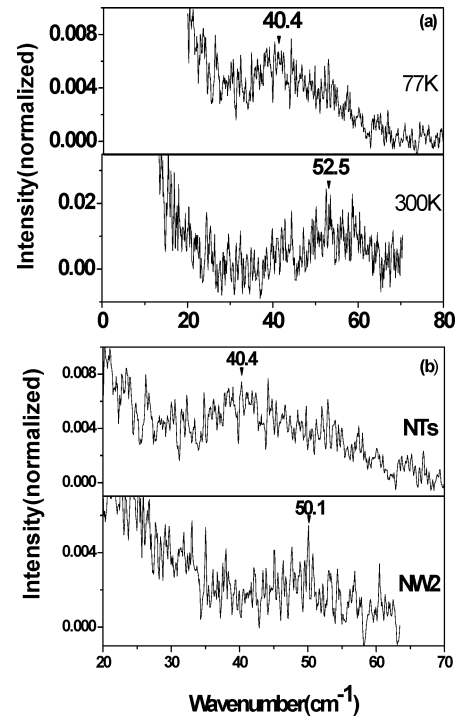 Intensity(normalized)
(a)
0.008
0.004
0.000
40.4
77K
0.02
0.00
52.5
300K
0 20 40 60 80
Intensity(normalized)
(b)
0.008
0.004
0.000
40.4
NTs
0.004
0.000
50.1
NW2
20 30 40 50 60 70
Wavenumber(cm⁻¹)